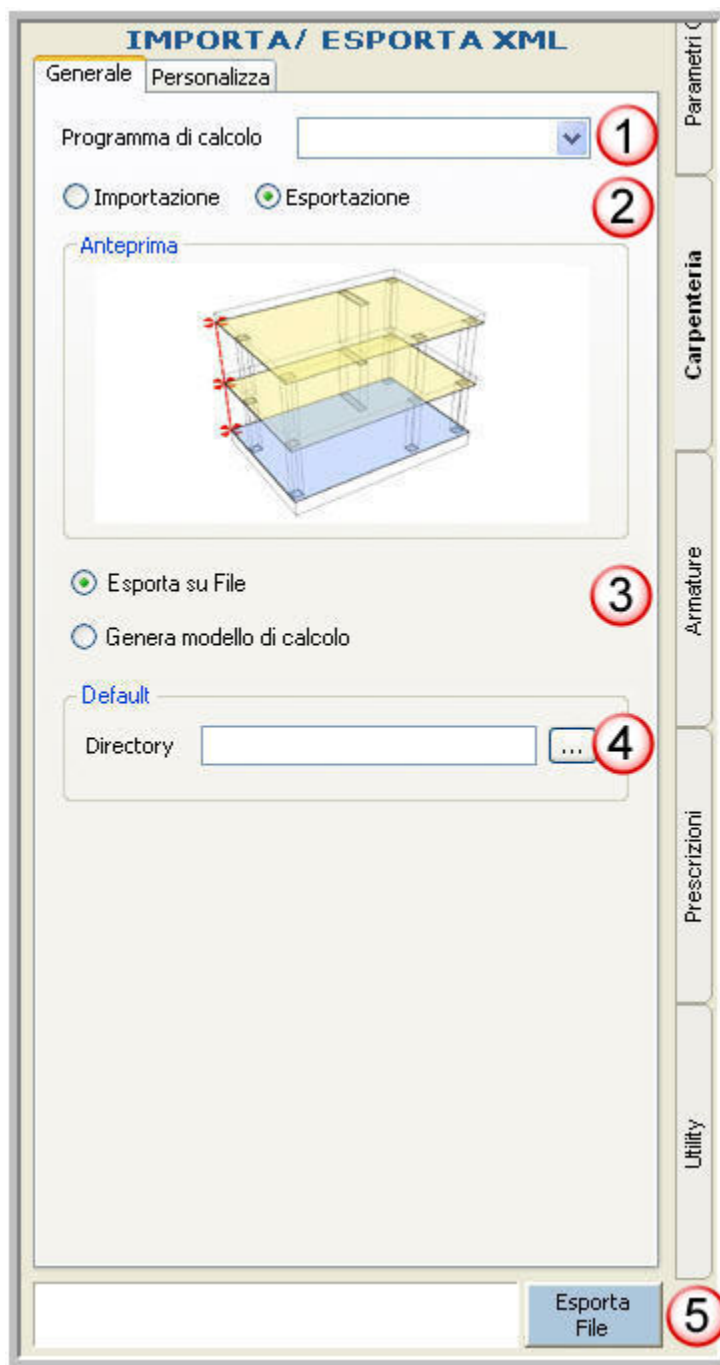 IMPORTA/ ESPORTA XML
Generale
Personalizza
Programma di calcolo
1
Importazione
Esportazione
2
Anteprima
Esporta su File
3
Genera modello di calcolo
Default
Directory
...
4
Esporta
File
5
Parametri
Carpenteria
Armature
Prescrizioni
Utility